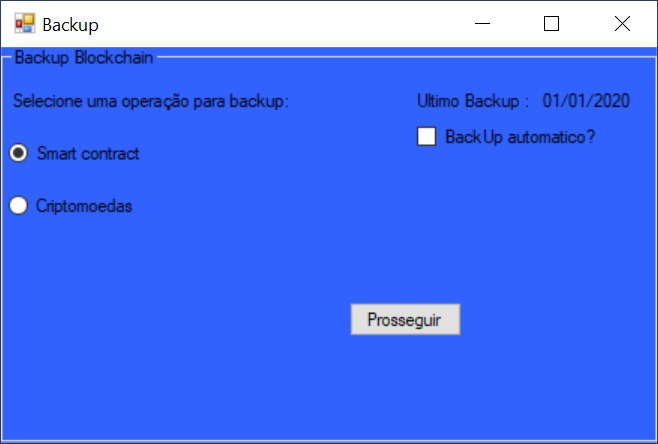 Backup
Backup Blockchain
Selecione uma operação para backup:
Ultimo Backup : 01/01/2020
BackUp automatico?
Smart contract
Criptomoedas
Prosseguir